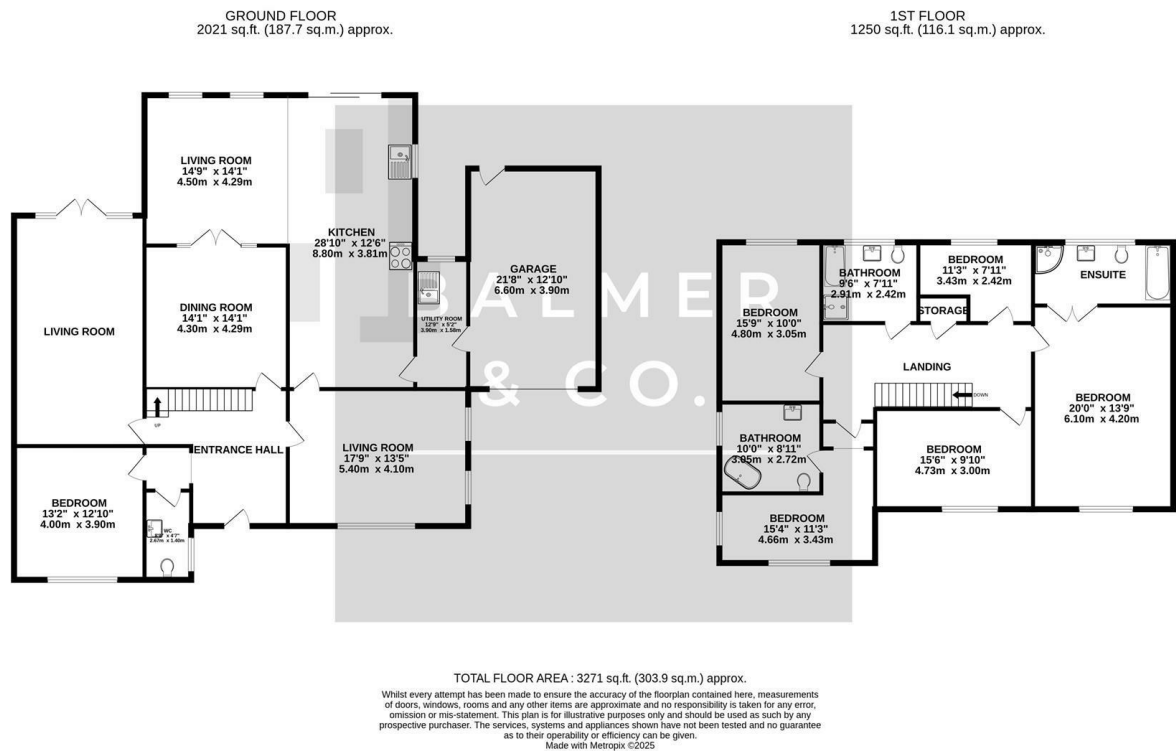 GROUND FLOOR
2021 sq.ft. (187.7 sq.m.) approx.
1ST FLOOR
1250 sq.ft. (116.1 sq.m.) approx.
LIVING ROOM
14'9" x 14'1"
4.50m x 4.29m
KITCHEN
28'10" x 12'6"
8.80m x 3.81m
GARAGE
21'8" x 12'10"
6.60m x 3.90m
DINING ROOM
14'1" x 14'1"
4.30m x 4.29m
LIVING ROOM
UTILITY ROOM
12'9" x 5'2"
3.90m x 1.58m
UP
ENTRANCE HALL
LIVING ROOM
17'9" x 13'5"
5.40m x 4.10m
BEDROOM
13'2" x 12'10"
4.00m x 3.90m
WC
x 4'7"
2.67m x 1.40m
BALMER
& CO.
BATHROOM
9'6" x 7'11"
2.91m x 2.42m
BEDROOM
11'3" x 7'11"
3.43m x 2.42m
ENSUITE
STORAGE
BEDROOM
15'9" x 10'0"
4.80m x 3.05m
LANDING
DOWN
BEDROOM
20'0" x 13'9"
6.10m x 4.20m
BATHROOM
10'0" x 8'11"
3.05m x 2.72m
BEDROOM
15'6" x 9'10"
4.73m x 3.00m
BEDROOM
15'4" x 11'3"
4.66m x 3.43m
TOTAL FLOOR AREA : 3271 sq.ft. (303.9 sq.m.) approx.
Whilst every attempt has been made to ensure the accuracy of the floorplan contained here, measurements
of doors, windows, rooms and any other items are approximate and no responsibility is taken for any error,
omission or mis-statement. This plan is for illustrative purposes only and should be used as such by any
prospective purchaser. The services, systems and appliances shown have not been tested and no guarantee
as to their operability or efficiency can be given.
Made with Metropix ©2025